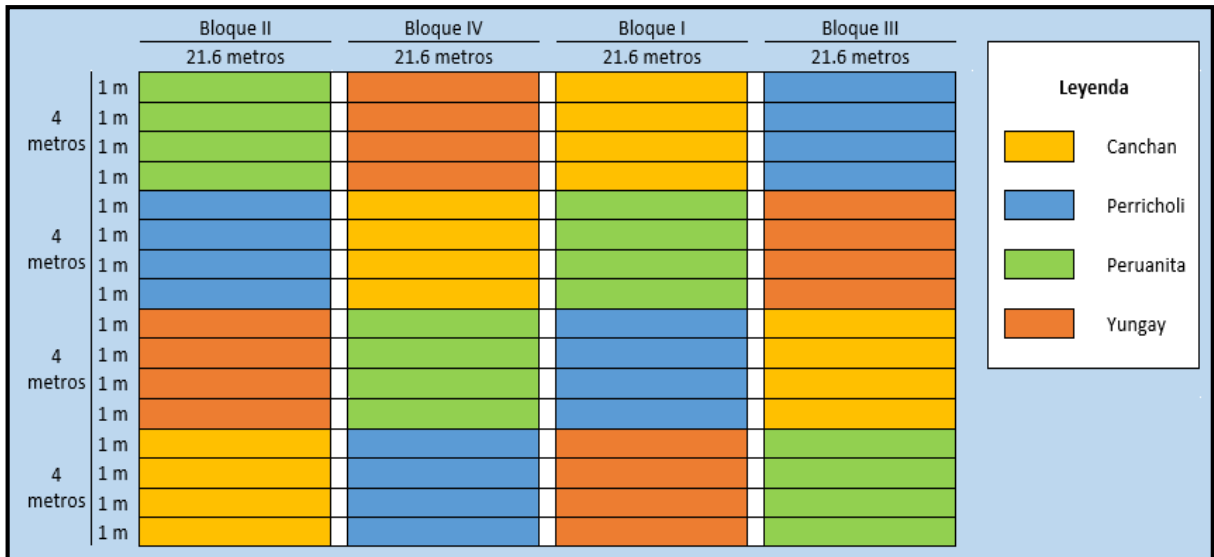 Bloque II
Bloque IV
Bloque I
Bloque III
21.6 metros
21.6 metros
21.6 metros
21.6 metros
4
metros
1 m
1 m
1 m
1 m
4
metros
1 m
1 m
1 m
1 m
4
metros
1 m
1 m
1 m
1 m
4
metros
1 m
1 m
1 m
1 m
Leyenda
Canchan
Perricholi
Peruanita
Yungay